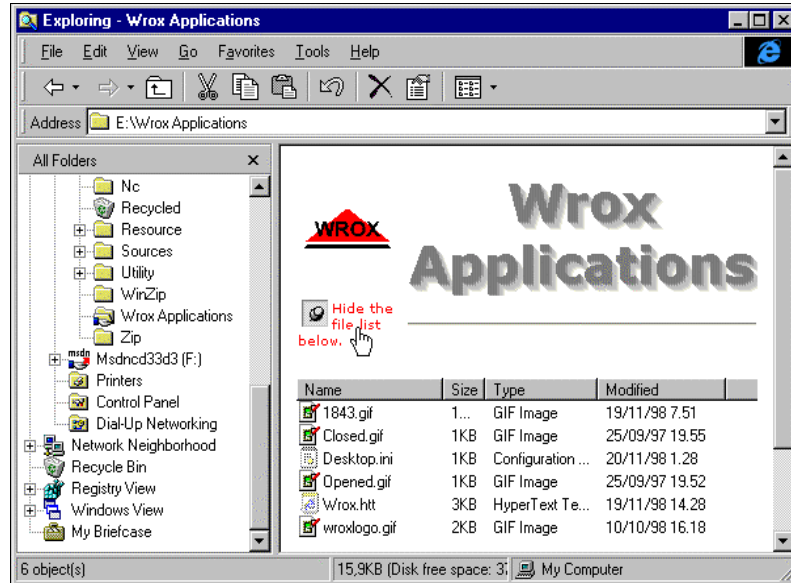 Exploring - Wrox Applications
File Edit View Go Favorites Tools Help
Address E:\Wrox Applications
All Folders
Nc
Recycled
Resource
Sources
Utility
WinZip
Wrox Applications
Zip
msdn Msdncd33d3 (F:)
Printers
Control Panel
Dial-Up Networking
Network Neighborhood
Recycle Bin
Registry View
Windows View
My Briefcase
WROX
Wrox
Applications
Hide the
file list
below.
Name Size Type Modified
1843.gif 1... GIF Image 19/11/98 7.51
Closed.gif 1KB GIF Image 25/09/97 19.55
Desktop.ini 1KB Configuration ... 20/11/98 1.28
Opened.gif 1KB GIF Image 25/09/97 19.52
Wrox.htt 3KB HyperText Te... 19/11/98 14.28
wroxlogo.gif 2KB GIF Image 10/10/98 16.18
6 object(s) 15,9KB (Disk free space: 3 My Computer